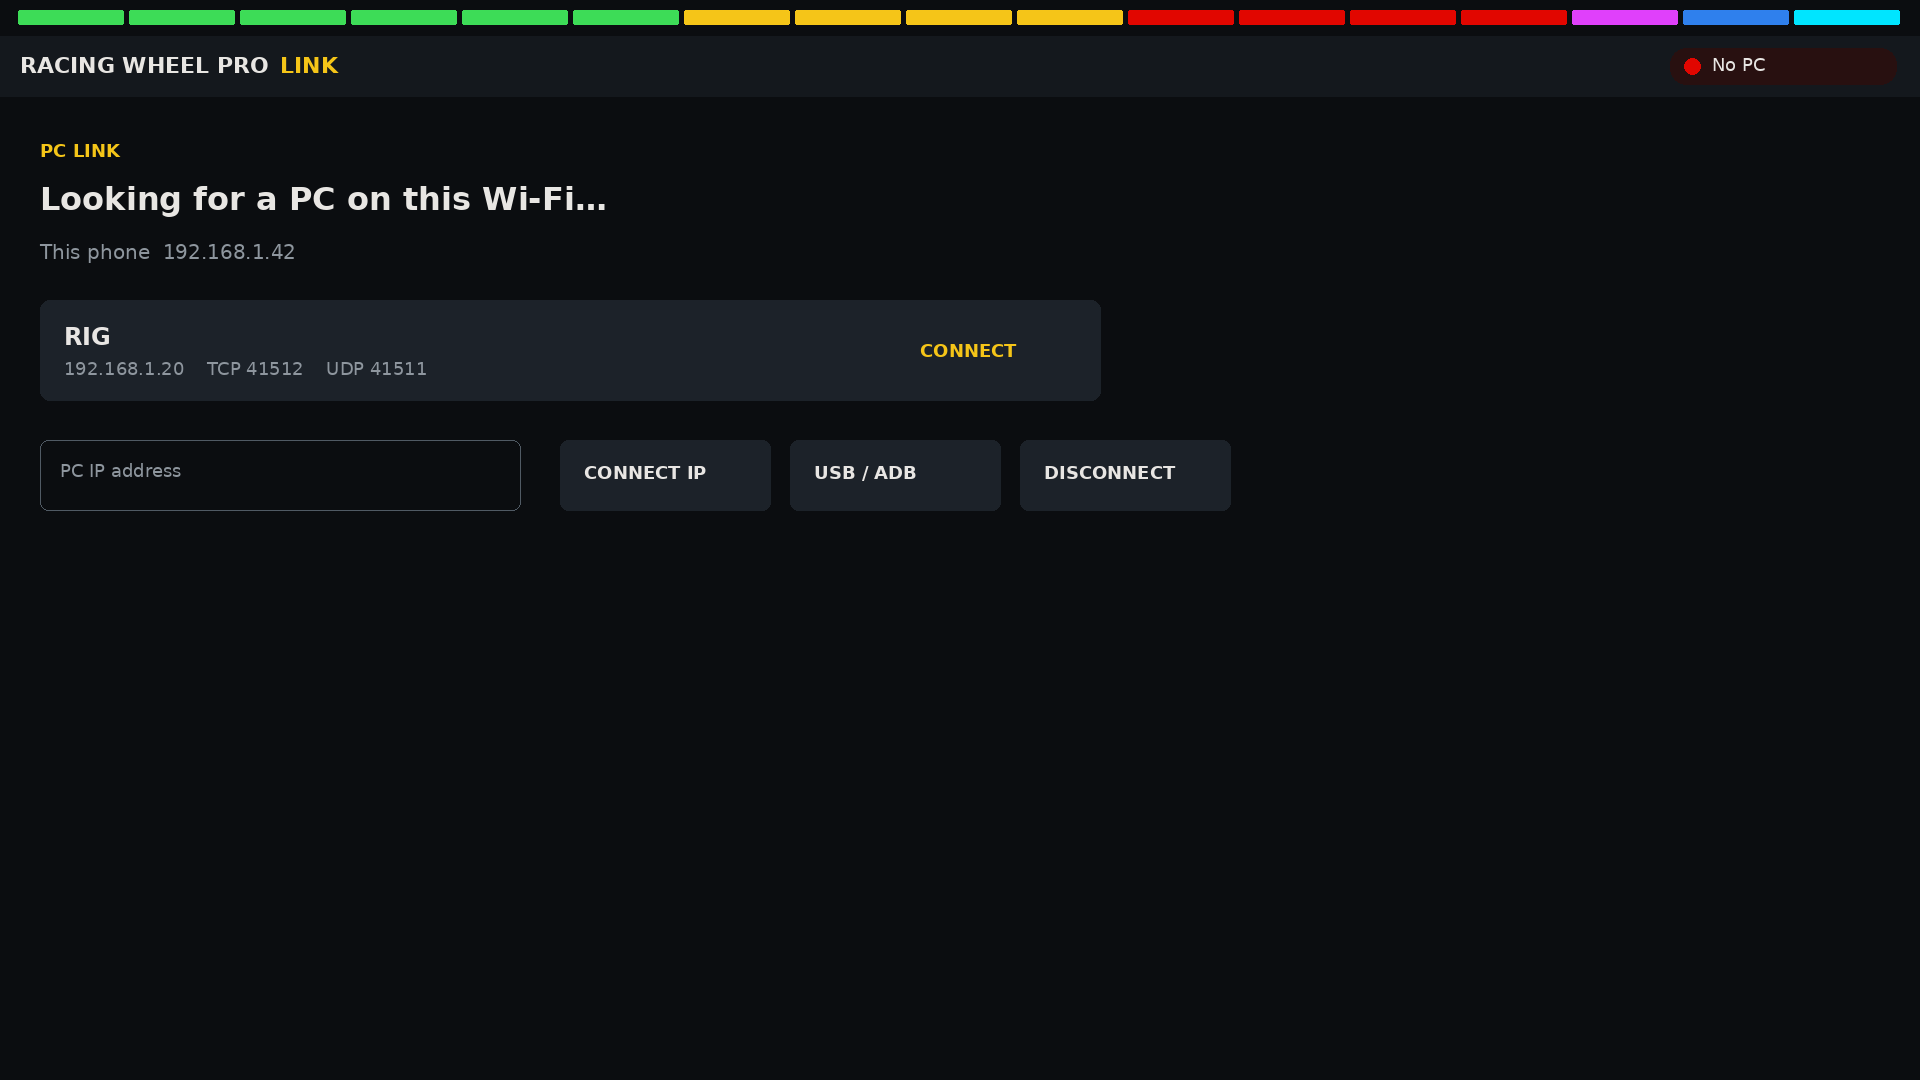 RACING WHEEL PRO LINK
No PC
PC LINK
Looking for a PC on this Wi-Fi…
This phone 192.168.1.42
RIG
192.168.1.20 TCP 41512 UDP 41511
CONNECT
PC IP address
CONNECT IP
USB / ADB
DISCONNECT